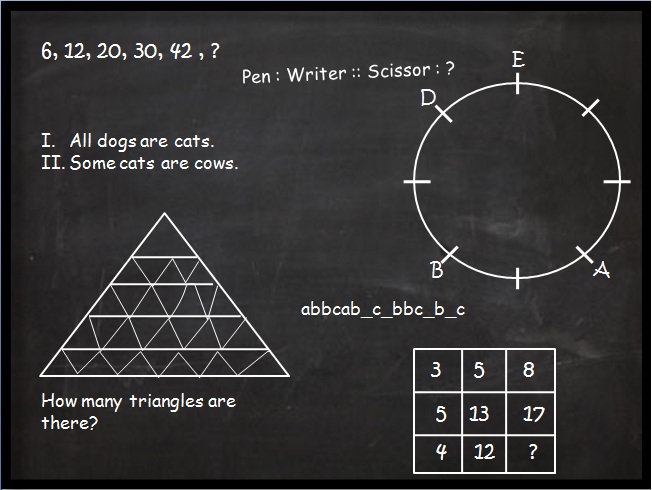 6, 12, 20, 30, 42 , ?
Pen : Writer :: Scissor : ?
E
D
B
A
I. All dogs are cats.
II. Some cats are cows.
abbcab_c_bbc_b_c
How many triangles are
there?
3 5 8
5 13 17
4 12 ?